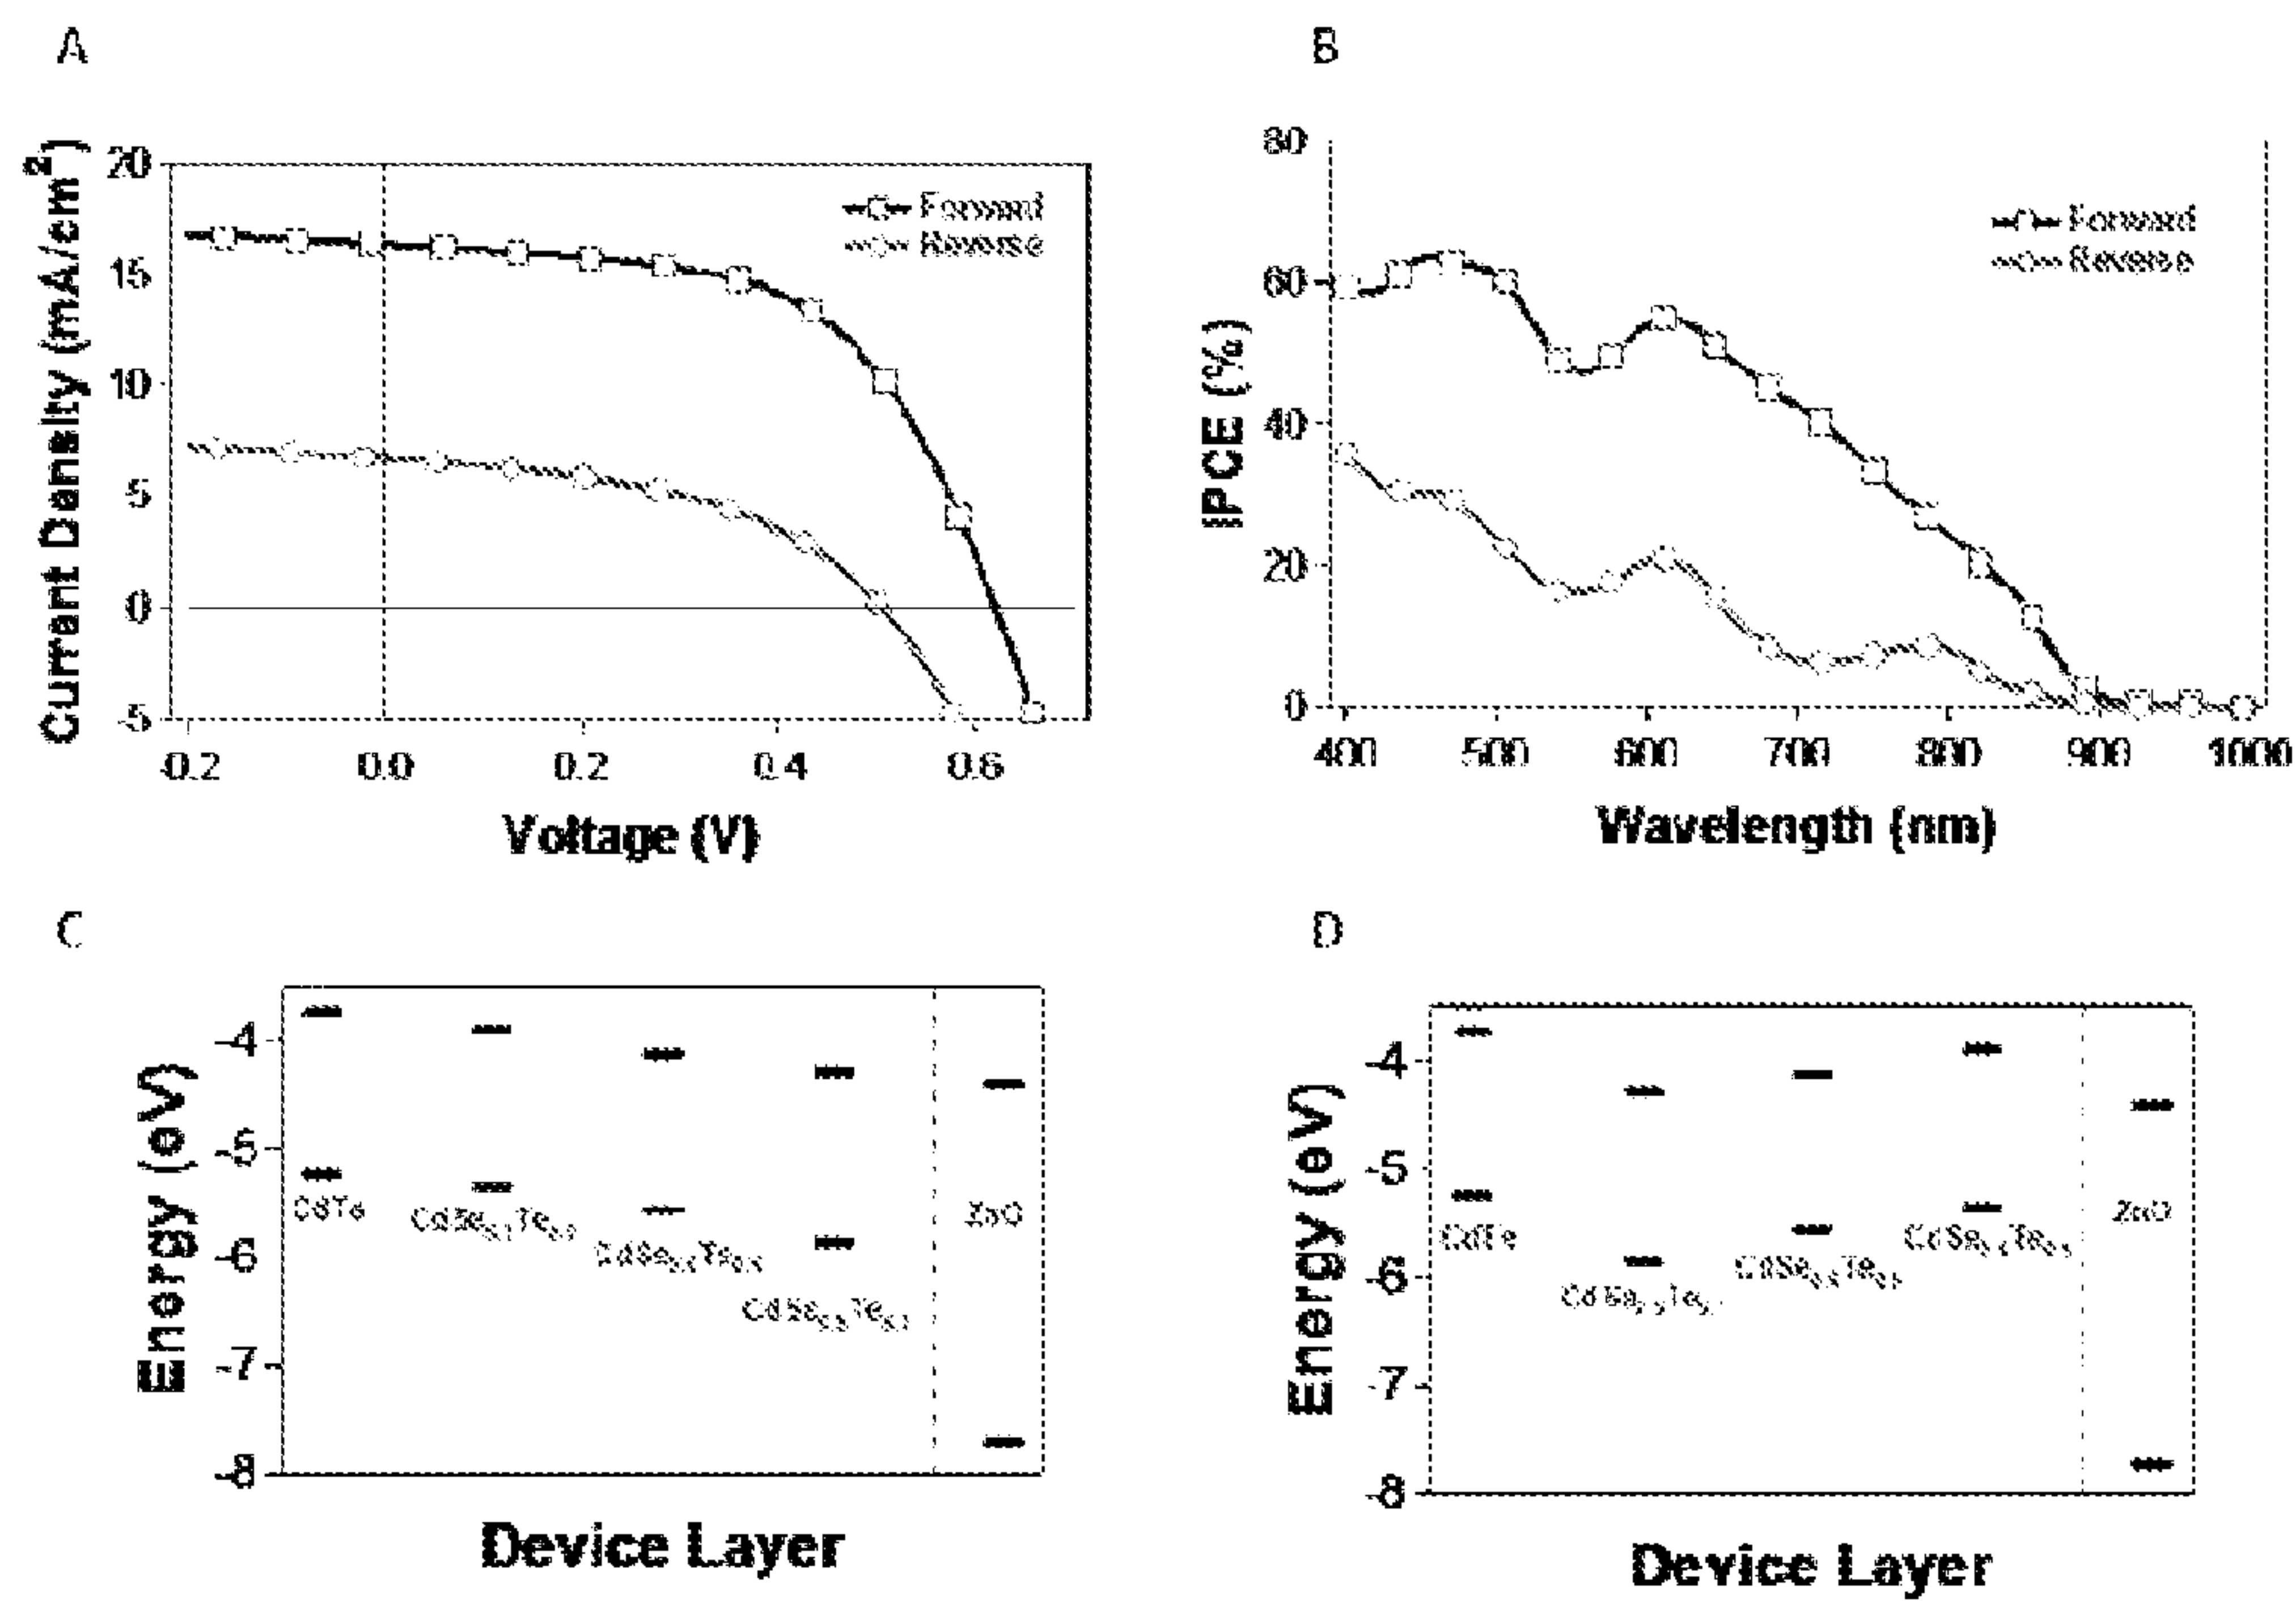 A
Current Density (mA/cm²)
20
15
10
5
0
-5
Forward
Reverse
-0.2 0.0 0.2 0.4 0.6
Voltage (V)
B
IPCE (%)
80
60
40
20
0
Forward
Reverse
400 500 600 700 800 900 1000
Wavelength (nm)
C
Energy (eV)
-4
-5
-6
-7
-8
CdTe
ZnO
Device Layer
D
Energy (eV)
-4
-5
-6
-7
-8
CdTe
ZnO
Device Layer